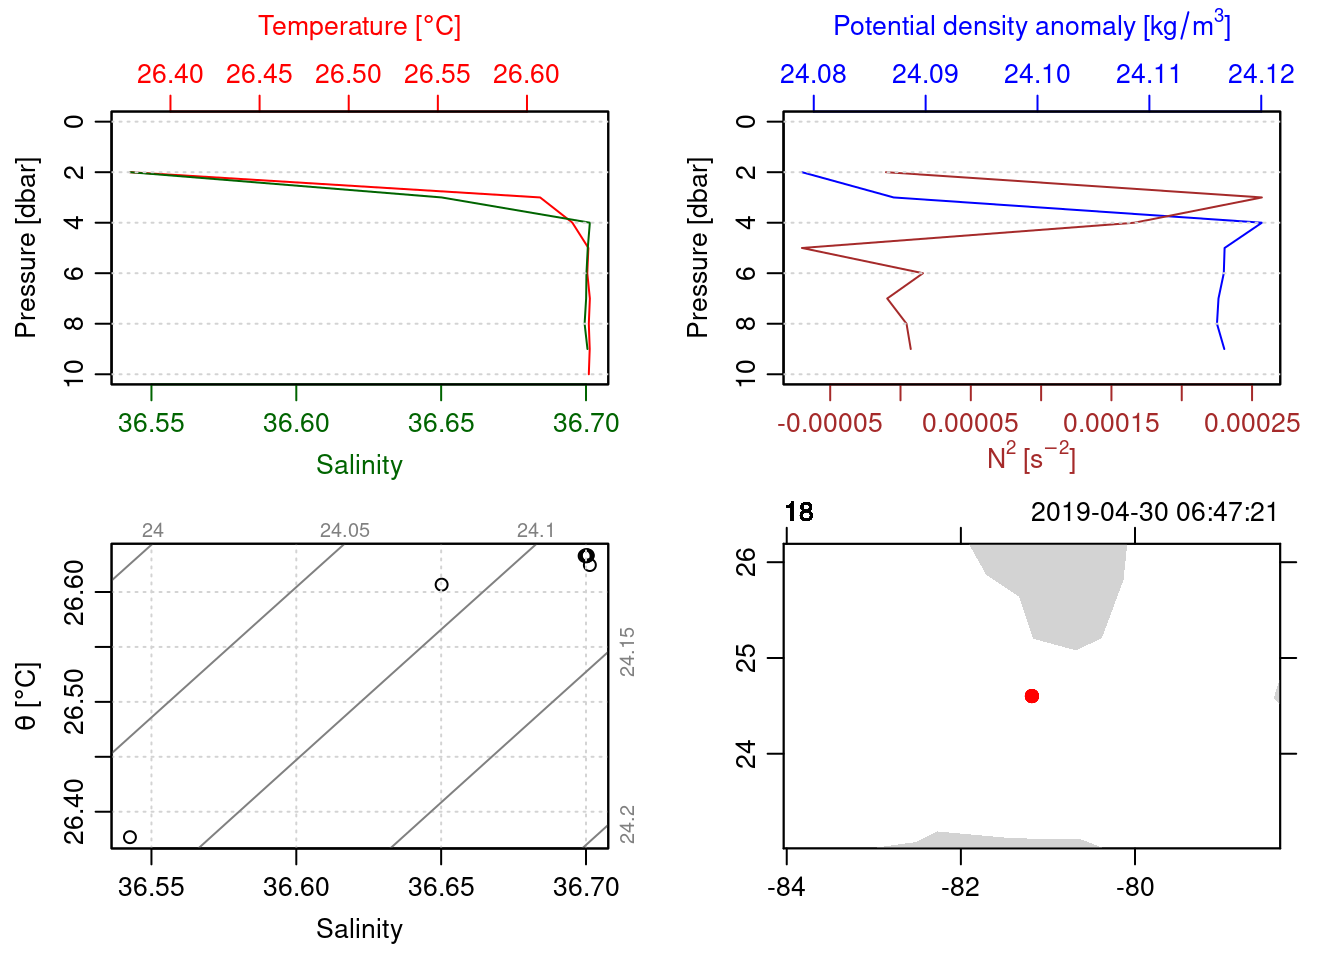 Temperature [°C]
26.40 26.45 26.50 26.55 26.60
Pressure [dbar]
0
2
4
6
8
10
36.55 36.60 36.65 36.70
Salinity
Potential density anomaly [kg/m³]
24.08 24.09 24.10 24.11 24.12
Pressure [dbar]
0
2
4
6
8
10
-0.00005 0.00005 0.00015 0.00025
N² [s⁻²]
24 24.05 24.1
24.15
24.2
θ [°C]
26.60
26.50
26.40
36.55 36.60 36.65 36.70
Salinity
18 2019-04-30 06:47:21
26
25
24
-84 -82 -80